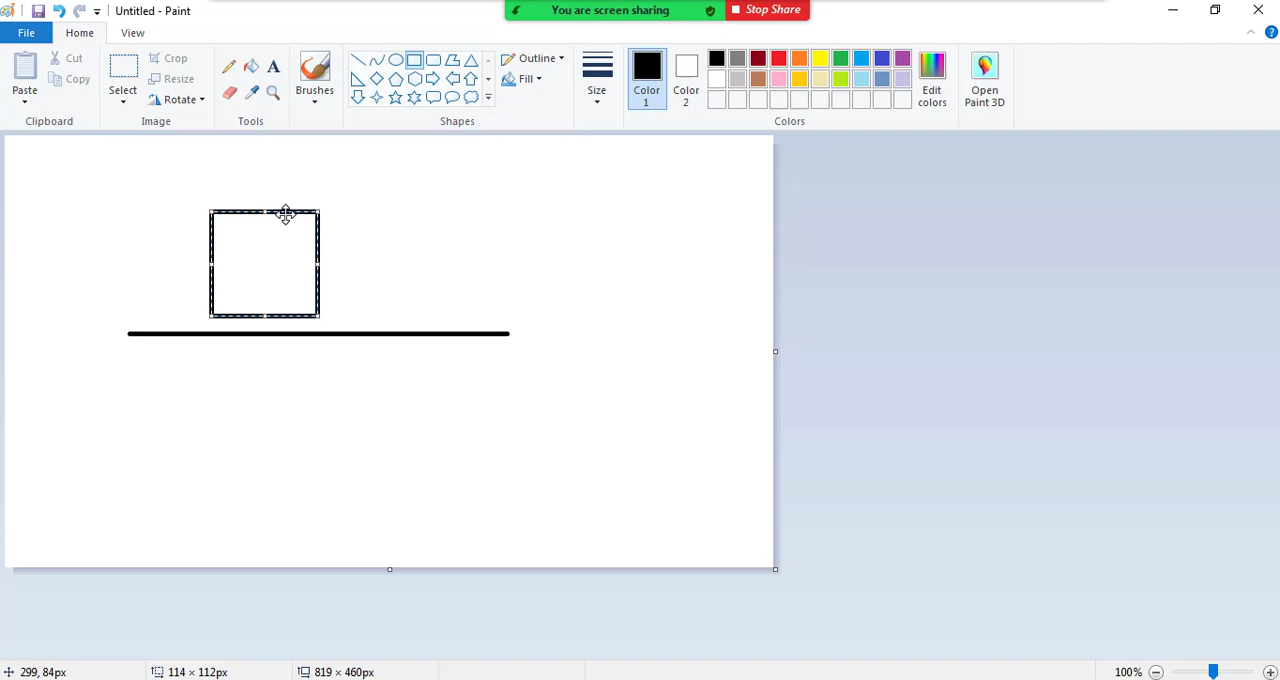 Untitled - Paint
You are screen sharing
Stop Share
File
Home
View
Paste
Cut
Copy
Clipboard
Select
Crop
Resize
Rotate
Image
A
Tools
Brushes
Shapes
Outline
Fill
Size
Color 1
Color 2
Edit colors
Open Paint 3D
Colors
299, 84px
114 × 112px
819 × 460px
100%